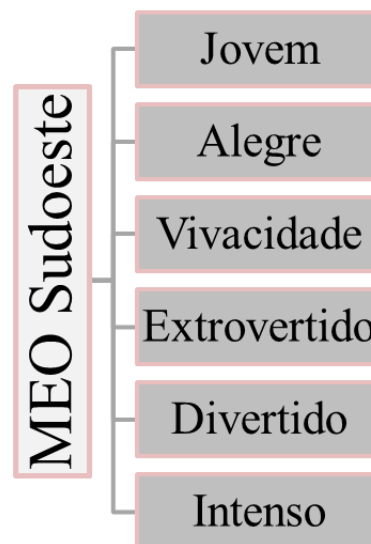 MEO Sudoeste
Jovem
Alegre
Vivacidade
Extrovertido
Divertido
Intenso